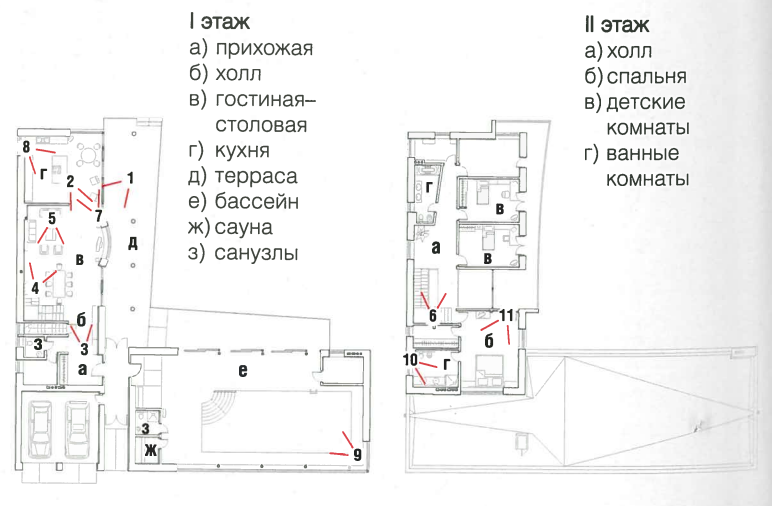 I этаж
а) прихожая
б) холл
в) гостиная–
столовая
г) кухня
д) терраса
е) бассейн
ж) сауна
з) санузлы
II этаж
а) холл
б) спальня
в) детские
комнаты
г) ванные
комнаты
8
г
2
1
7
5
в
д
4
б
3
з
а
е
з
ж
9
г
в
а
в
6
11
б
10
г